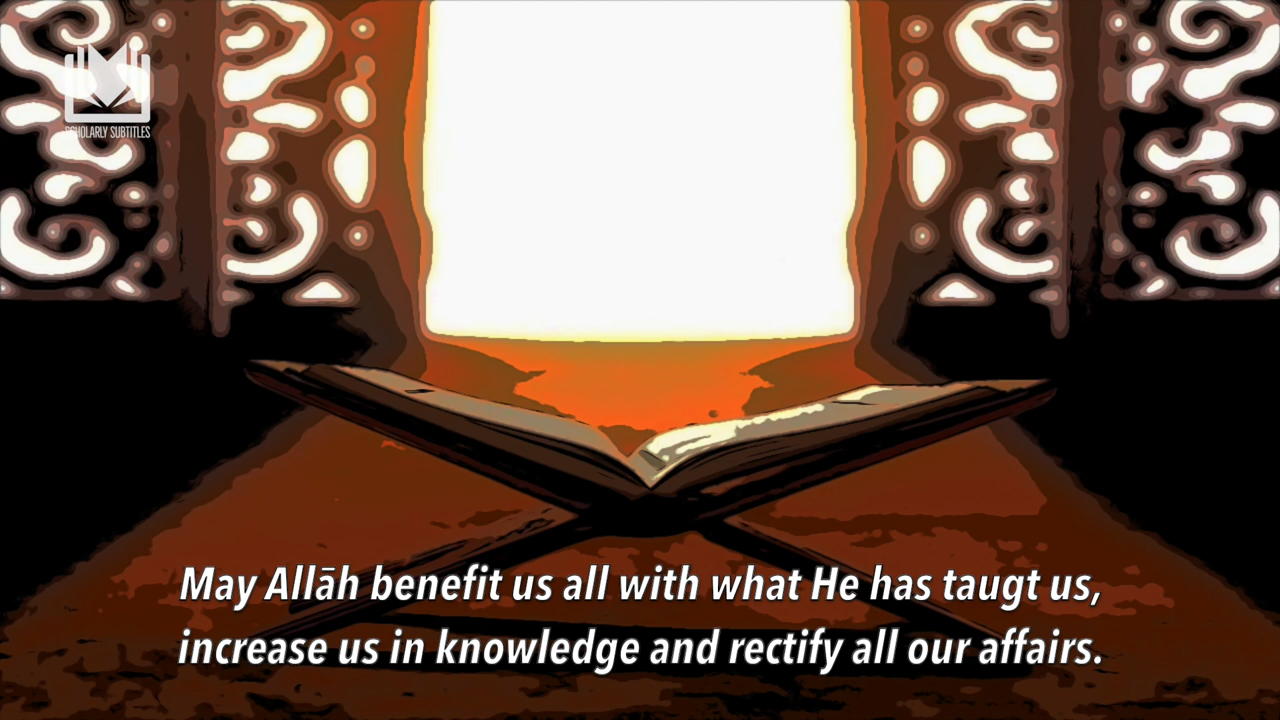 SCHOLARLY SUBTITLES
May Allāh benefit us all with what He has taugt us,
increase us in knowledge and rectify all our affairs.